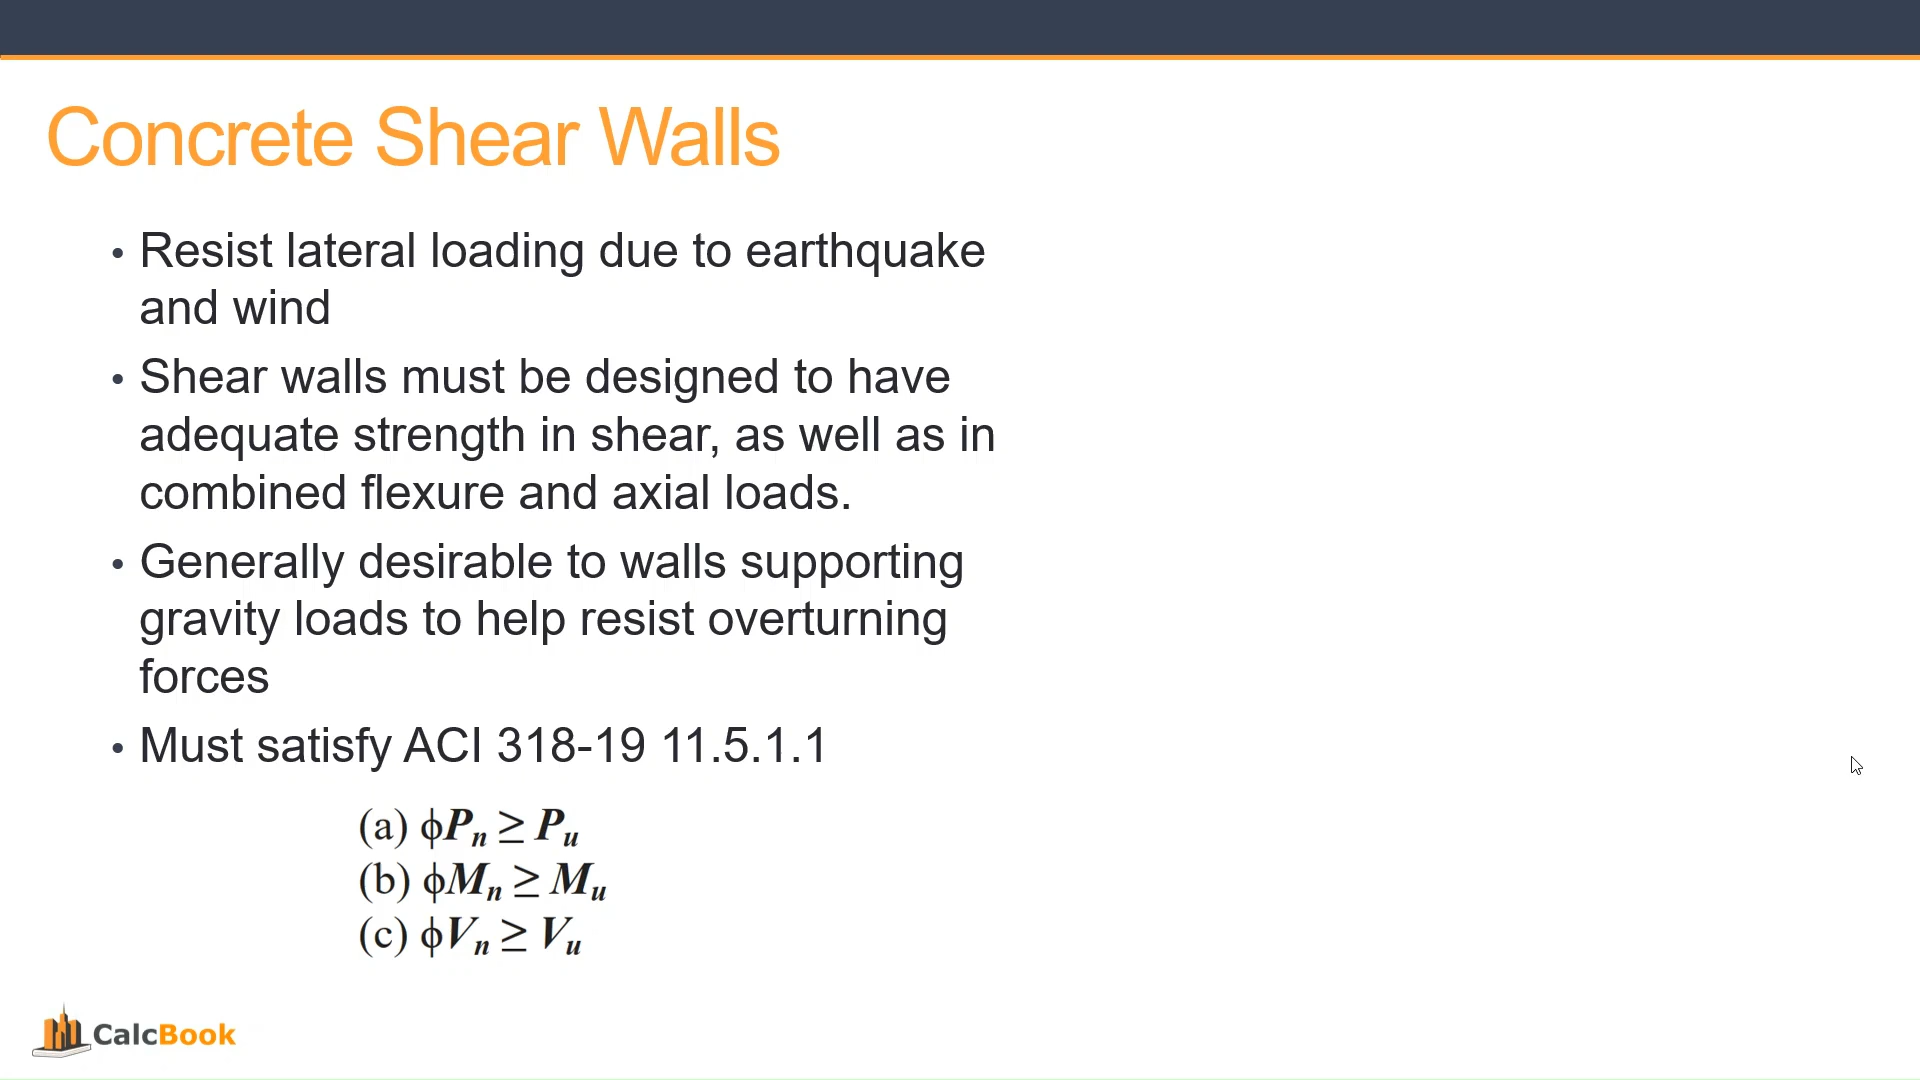 Concrete Shear Walls
• Resist lateral loading due to earthquake
and wind
• Shear walls must be designed to have
adequate strength in shear, as well as in
combined flexure and axial loads.
• Generally desirable to walls supporting
gravity loads to help resist overturning
forces
• Must satisfy ACI 318-19 11.5.1.1
(a) ϕPn ≥ Pu
(b) ϕMn ≥ Mu
(c) ϕVn ≥ Vu
CalcBook